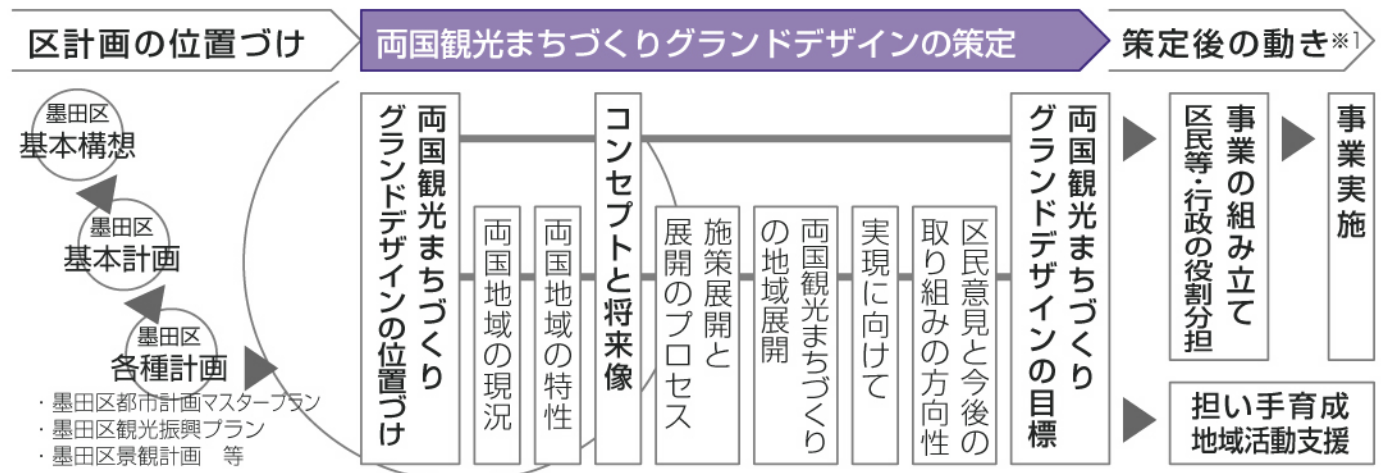 区計画の位置づけ
両国観光まちづくりグランドデザインの策定
策定後の動き※1
墨田区
基本構想
墨田区
基本計画
墨田区
各種計画
・墨田区都市計画マスタープラン
・墨田区観光振興プラン
・墨田区景観計画　等
両国観光まちづくり
グランドデザインの位置づけ
両国地域の現況
両国地域の特性
コンセプトと将来像
施策展開と
展開のプロセス
両国観光まちづくり
の地域展開
実現に向けて
区民意見と今後の
取り組みの方向性
両国観光まちづくり
グランドデザインの目標
事業の組み立て
区民等・行政の役割分担
事業実施
担い手育成
地域活動支援